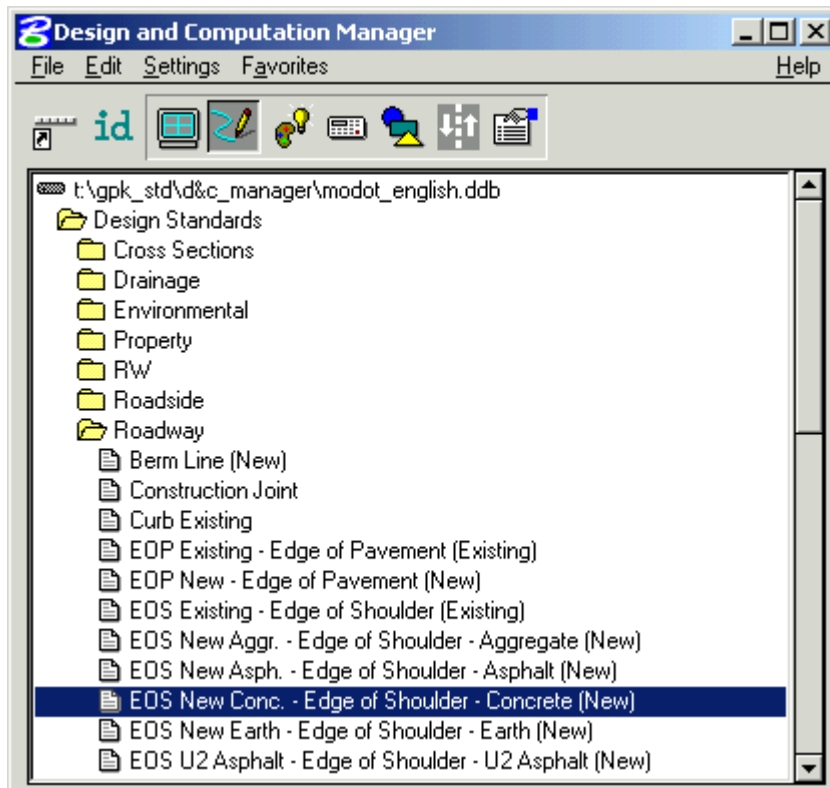 Design and Computation Manager
File Edit Settings Favorites Help
id
t:\gpk_std\d&c_manager\modot_english.ddb
Design Standards
Cross Sections
Drainage
Environmental
Property
RW
Roadside
Roadway
Berm Line (New)
Construction Joint
Curb Existing
EOP Existing - Edge of Pavement (Existing)
EOP New - Edge of Pavement (New)
EOS Existing - Edge of Shoulder (Existing)
EOS New Aggr. - Edge of Shoulder - Aggregate (New)
EOS New Asph. - Edge of Shoulder - Asphalt (New)
EOS New Conc. - Edge of Shoulder - Concrete (New)
EOS New Earth - Edge of Shoulder - Earth (New)
EOS U2 Asphalt - Edge of Shoulder - U2 Asphalt (New)